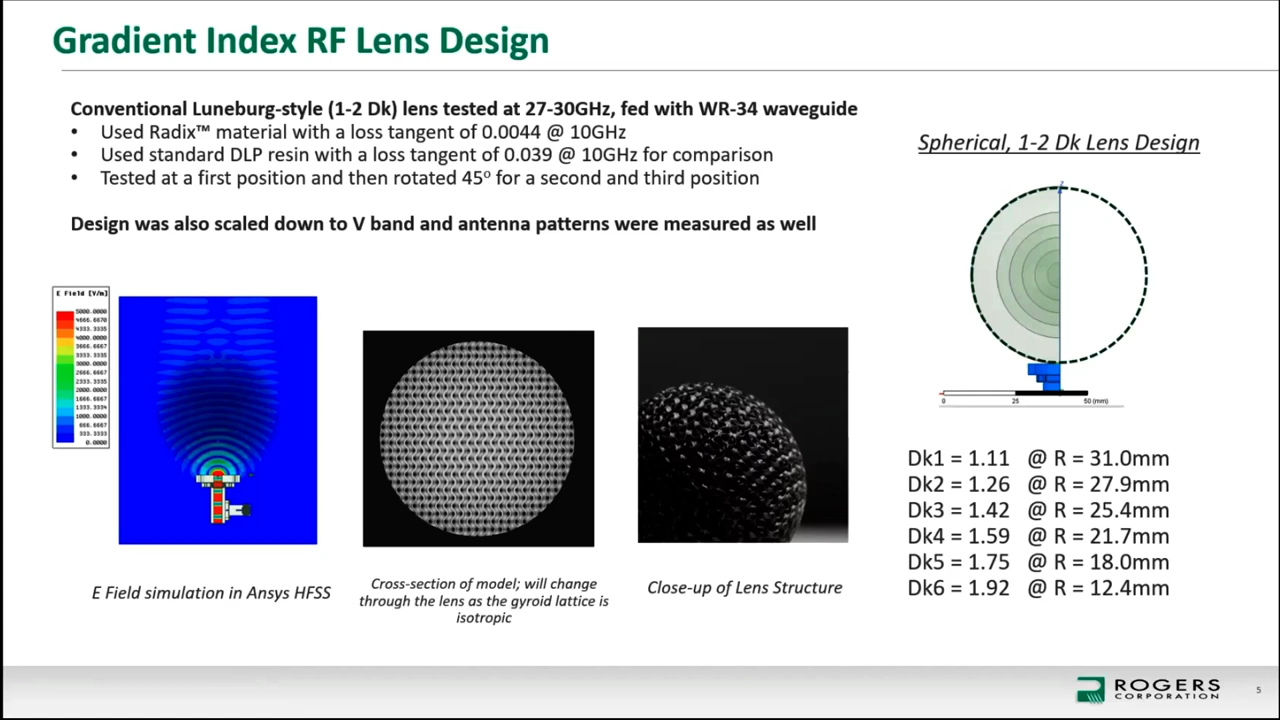 Gradient Index RF Lens Design
Conventional Luneburg-style (1-2 Dk) lens tested at 27-30GHz, fed with WR-34 waveguide
• Used Radix™ material with a loss tangent of 0.0044 @ 10GHz
• Used standard DLP resin with a loss tangent of 0.039 @ 10GHz for comparison
• Tested at a first position and then rotated 45º for a second and third position
Design was also scaled down to V band and antenna patterns were measured as well
Spherical, 1-2 Dk Lens Design
z
0 25 50 (mm)
E Field [V/m]
5000.0000
4666.6670
4333.3335
4000.0000
3666.6667
3333.3335
3000.0000
2666.6667
2333.3335
2000.0000
1666.6667
1333.3334
1000.0000
666.6667
333.3333
0.0000
E Field simulation in Ansys HFSS
Cross-section of model; will change
through the lens as the gyroid lattice is
isotropic
Close-up of Lens Structure
Dk1 = 1.11 @ R = 31.0mm
Dk2 = 1.26 @ R = 27.9mm
Dk3 = 1.42 @ R = 25.4mm
Dk4 = 1.59 @ R = 21.7mm
Dk5 = 1.75 @ R = 18.0mm
Dk6 = 1.92 @ R = 12.4mm
ROGERS
CORPORATION
5